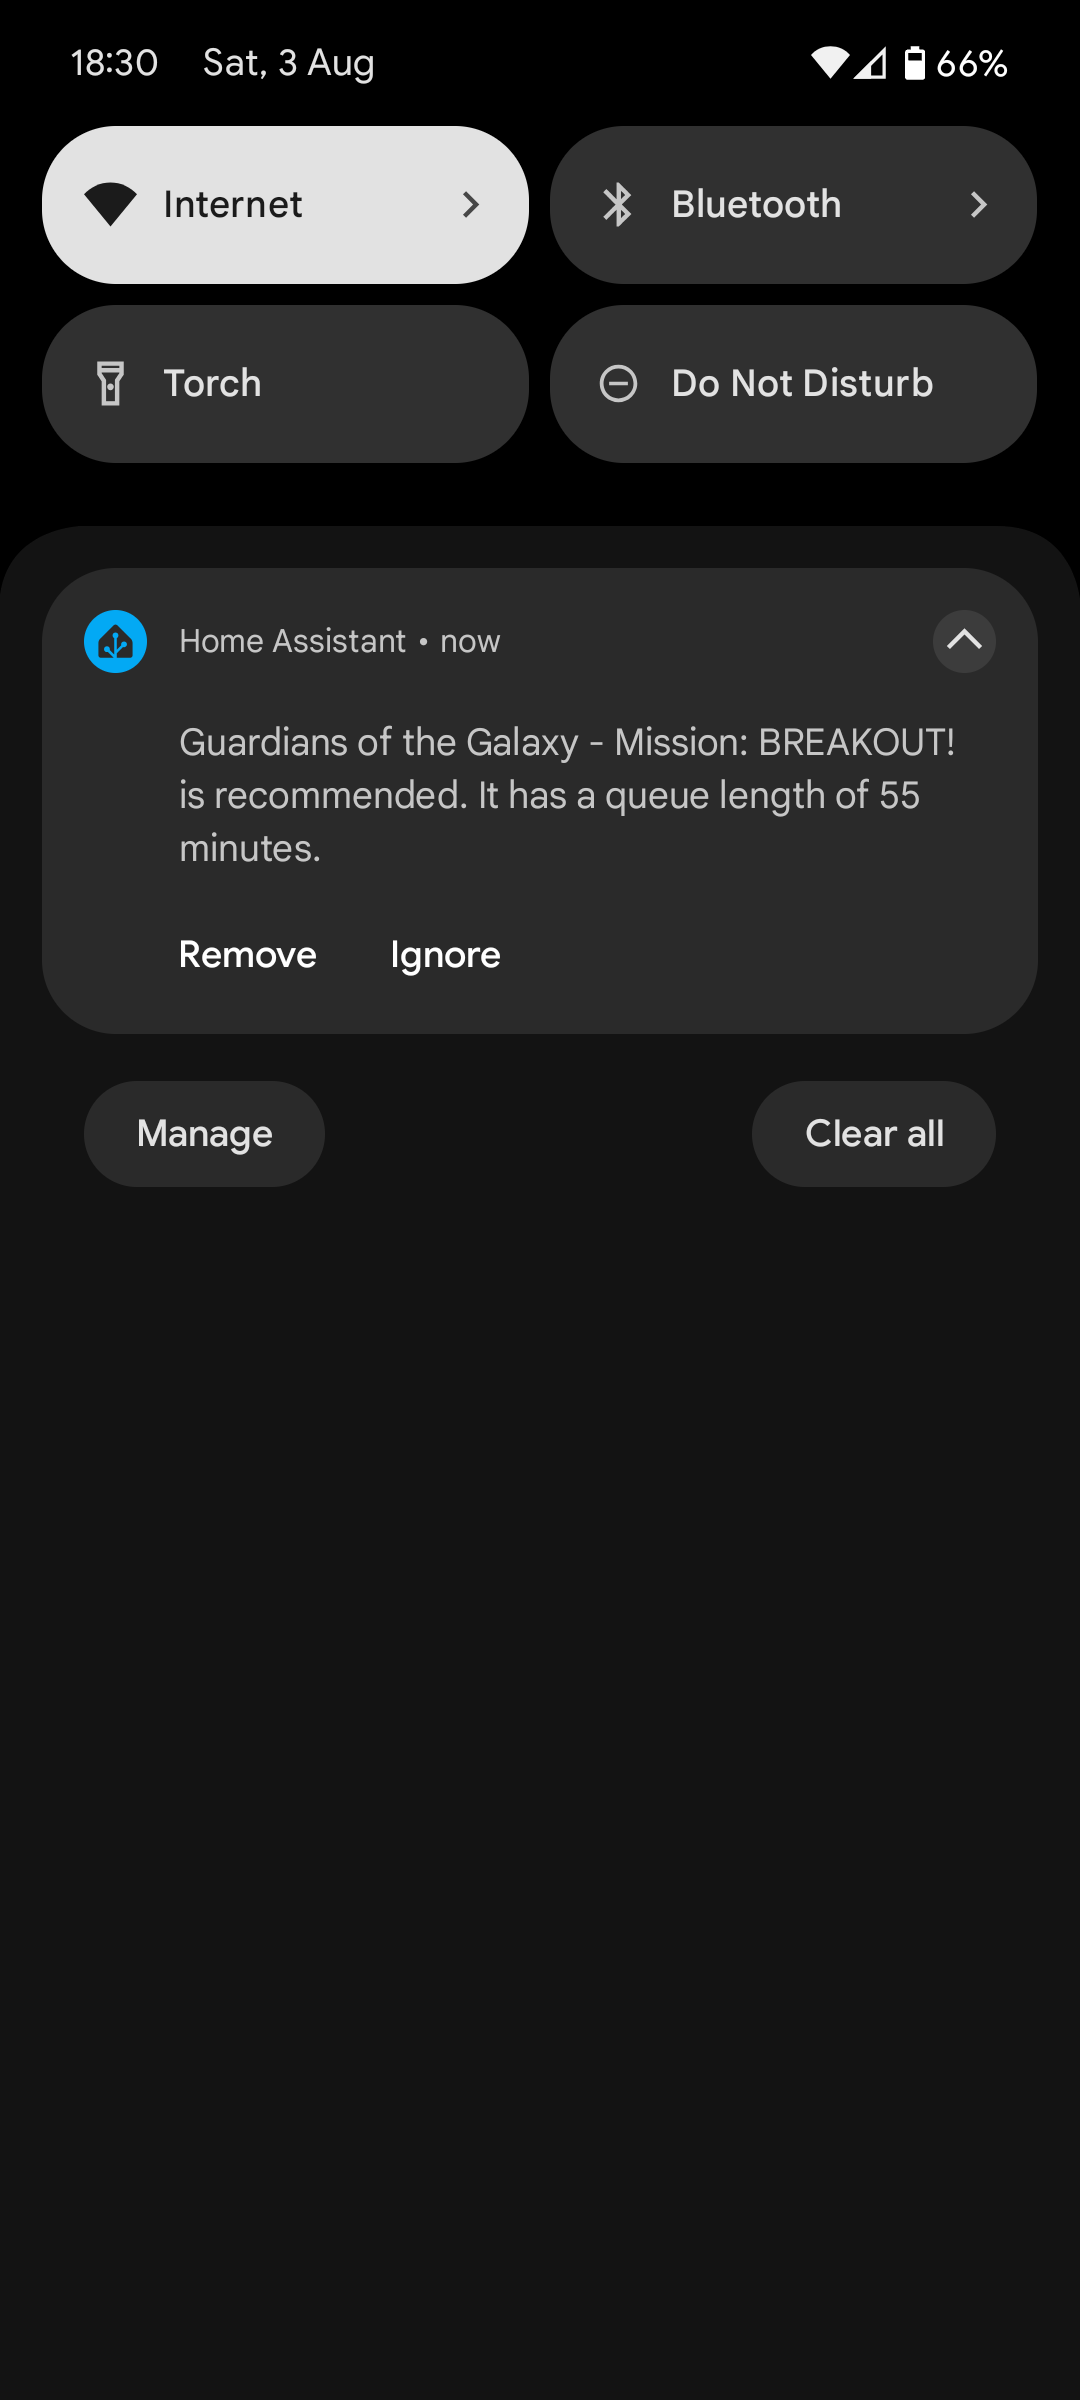 18:30 Sat, 3 Aug 66%
Internet
Bluetooth
Torch
Do Not Disturb
Home Assistant • now
Guardians of the Galaxy - Mission: BREAKOUT!
is recommended. It has a queue length of 55
minutes.
Remove Ignore
Manage Clear all